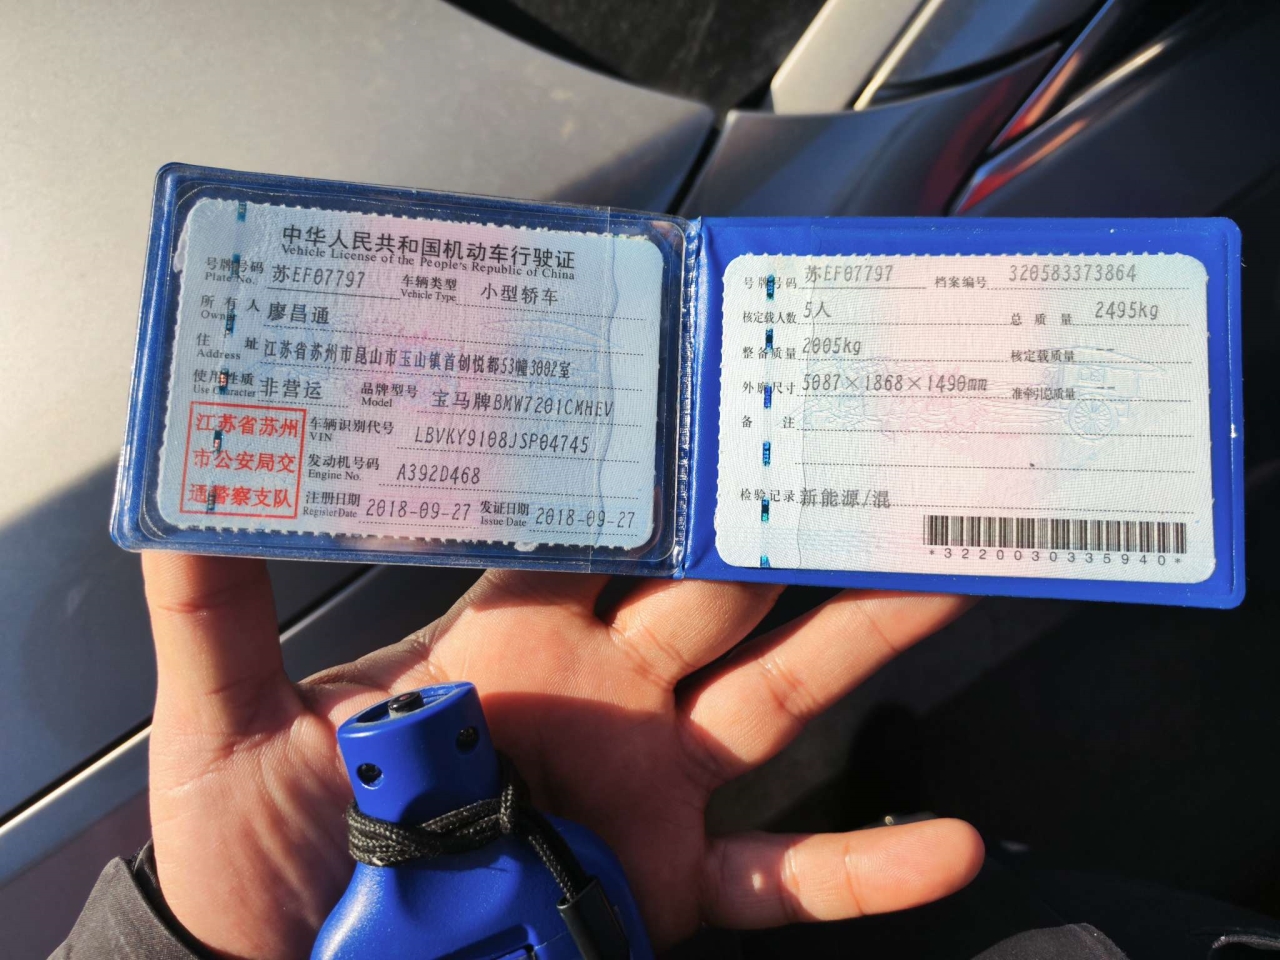 中华人民共和国机动车行驶证
Vehicle License of the People's Republic of China
号牌号码 苏EF07797 车辆类型 小型轿车
Plate No. Vehicle Type
所有人 廖昌通
Owner
住址 江苏省苏州市昆山市玉山镇首创悦都53幢3002室
Address
使用性质 非营运 品牌型号 宝马牌BMW7201CMHEV
Use Character Model
江苏省苏州
市公安局交
通警察支队
车辆识别代号 LBVKY9108JSP04745
VIN
发动机号码 A392D468
Engine No.
注册日期 2018-09-27 发证日期 2018-09-27
Register Date Issue Date
号牌号码 苏EF07797 档案编号 320583373864
核定载人数 5人 总质量 2495kg
整备质量 2005kg 核定载质量 --
外廓尺寸 5087×1868×1490㎜ 准牵引总质量 --
备注
检验记录 新能源/混
*3220030335940*